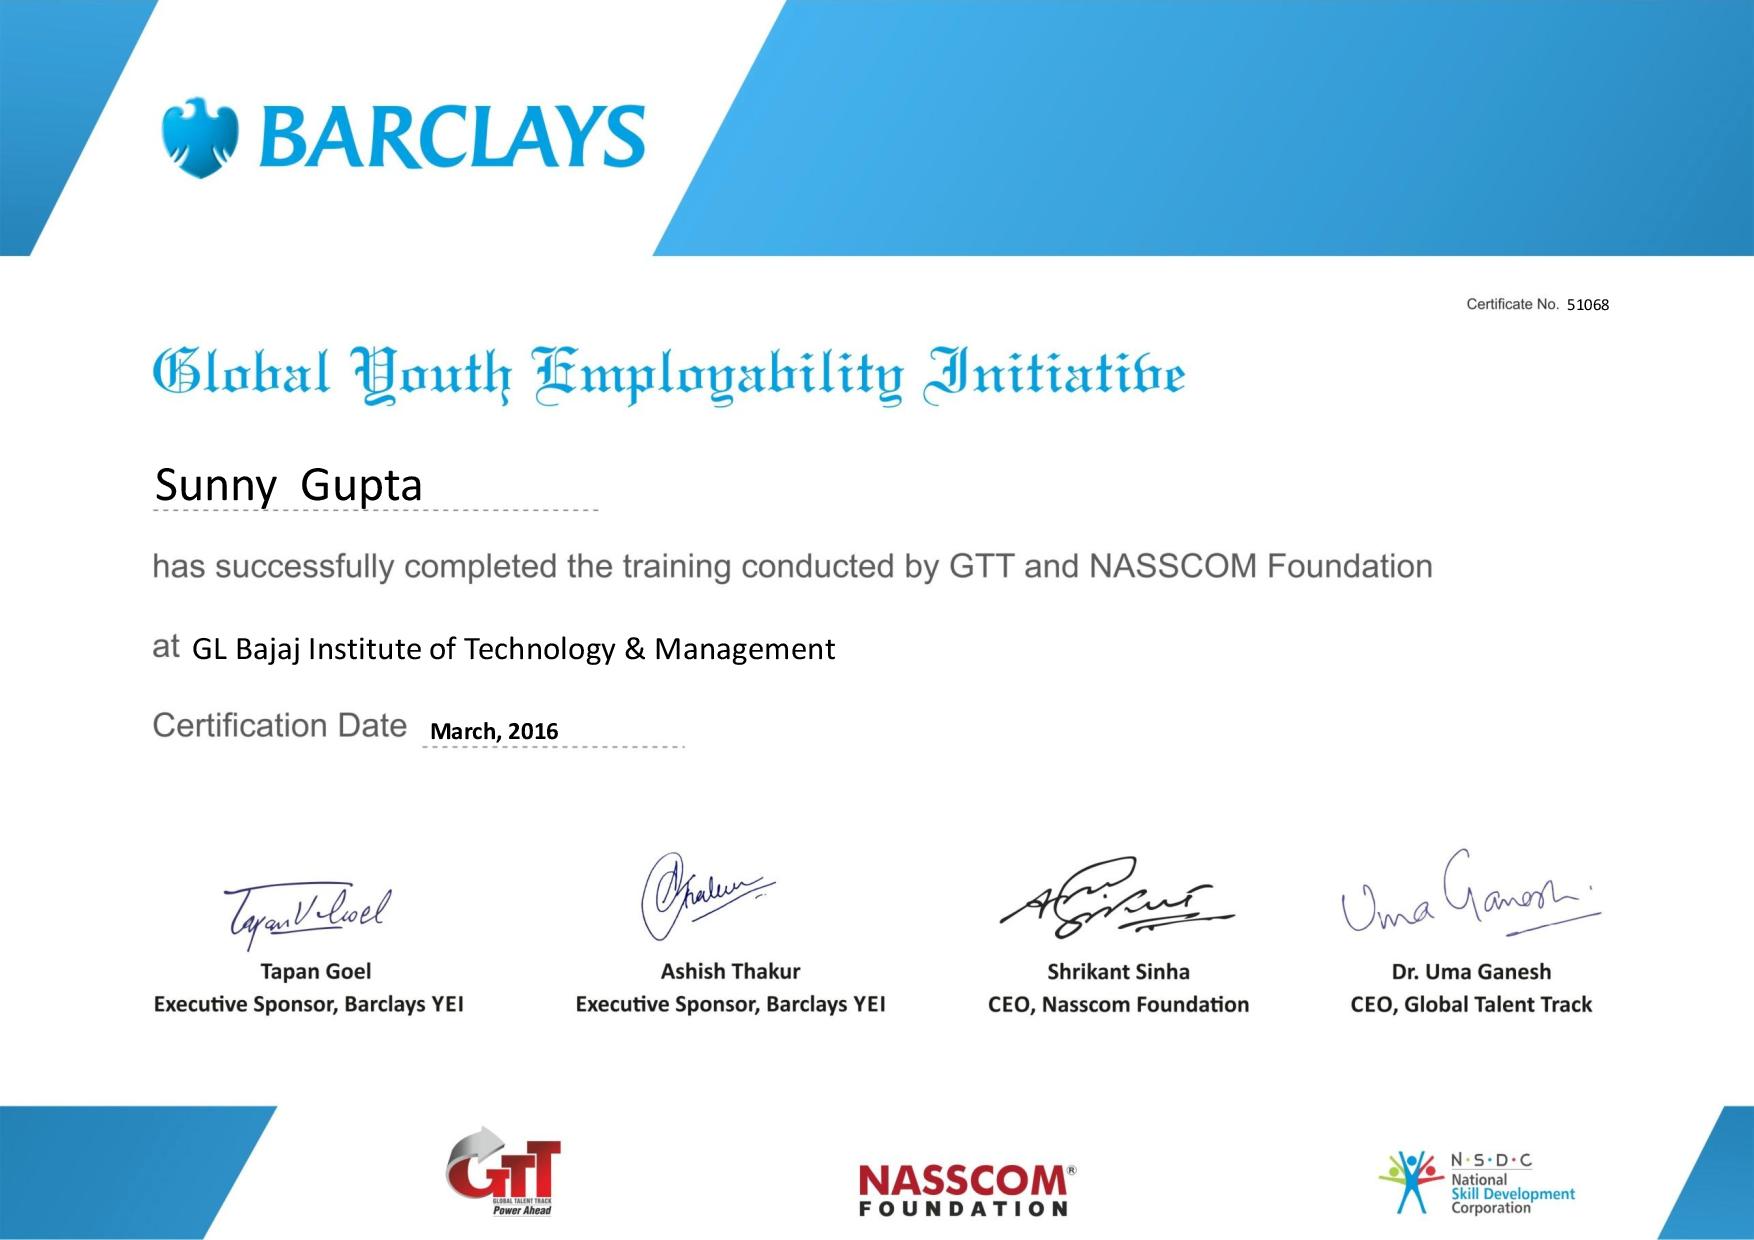 BARCLAYS
Certificate No. 51068
Global Youth Employability Initiative
Sunny Gupta
has successfully completed the training conducted by GTT and NASSCOM Foundation
at GL Bajaj Institute of Technology & Management
Certification Date March, 2016
Tapan Goel
Executive Sponsor, Barclays YEI
Ashish Thakur
Executive Sponsor, Barclays YEI
Shrikant Sinha
CEO, Nasscom Foundation
Uma Ganesh
Dr. Uma Ganesh
CEO, Global Talent Track
GTT
GLOBAL TALENT TRACK
Power Ahead
NASSCOM®
FOUNDATION
N·S·D·C
National
Skill Development
Corporation